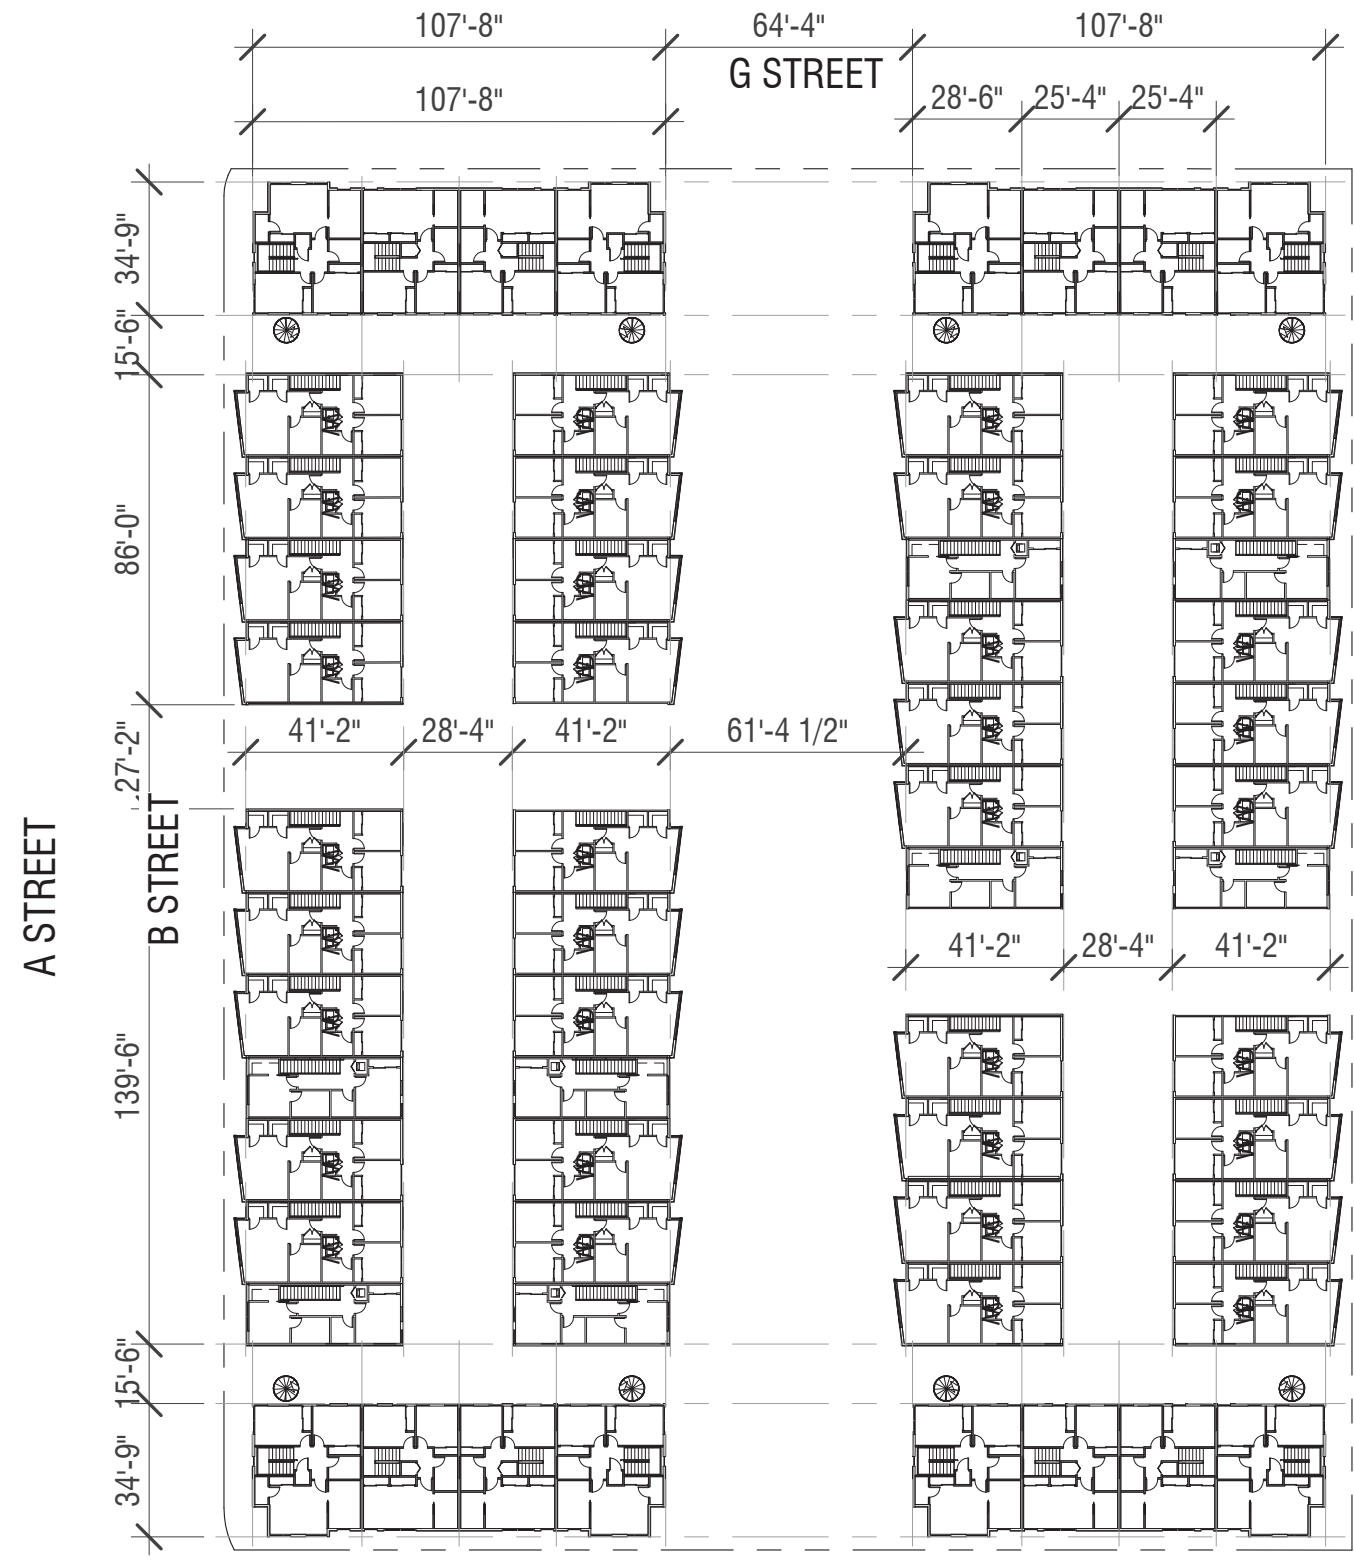 107'-8" 64'-4" 107'-8"
G STREET
107'-8" 28'-6" 25'-4" 25'-4"
34'-9"
15'-6"
86'-0"
41'-2" 28'-4" 41'-2" 61'-4 1/2"
27'-2"
A STREET
B STREET
41'-2" 28'-4" 41'-2"
139'-6"
15'-6"
34'-9"